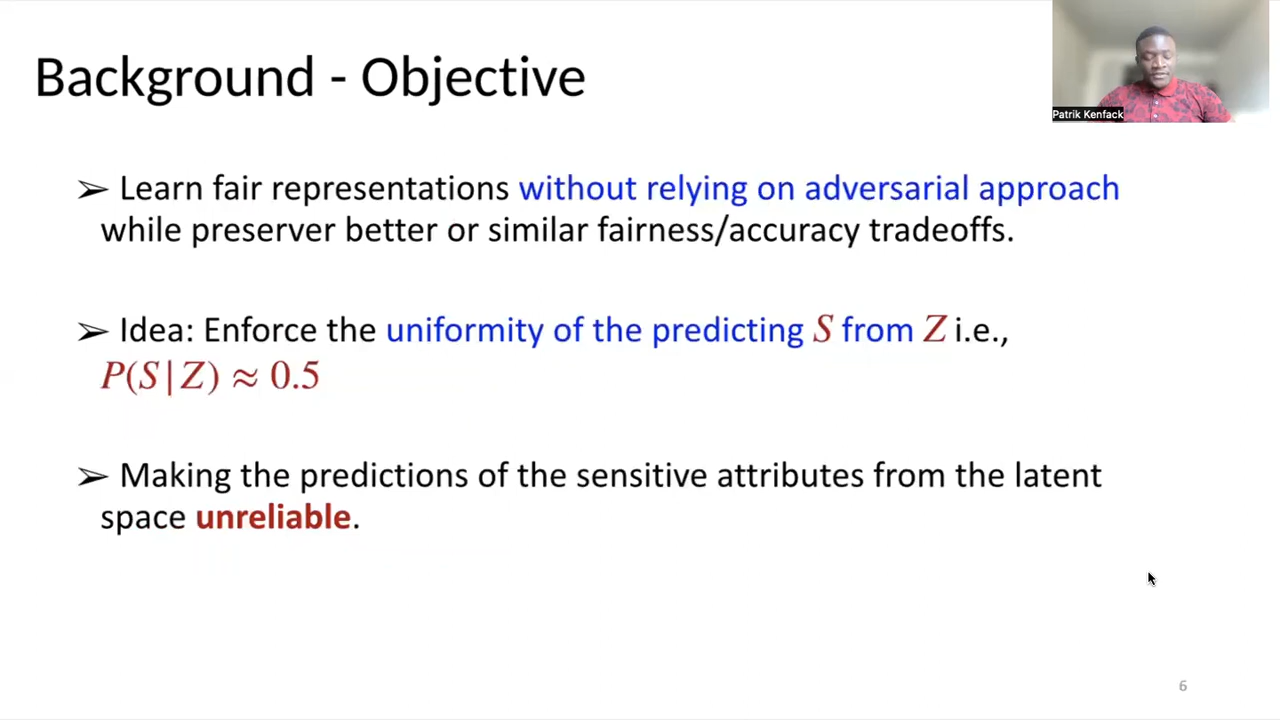 Background - Objective
Patrik Kenfack
➢ Learn fair representations without relying on adversarial approach
while preserver better or similar fairness/accuracy tradeoffs.
➢ Idea: Enforce the uniformity of the predicting S from Z i.e.,
P(S|Z) ≈ 0.5
➢ Making the predictions of the sensitive attributes from the latent
space unreliable.
6